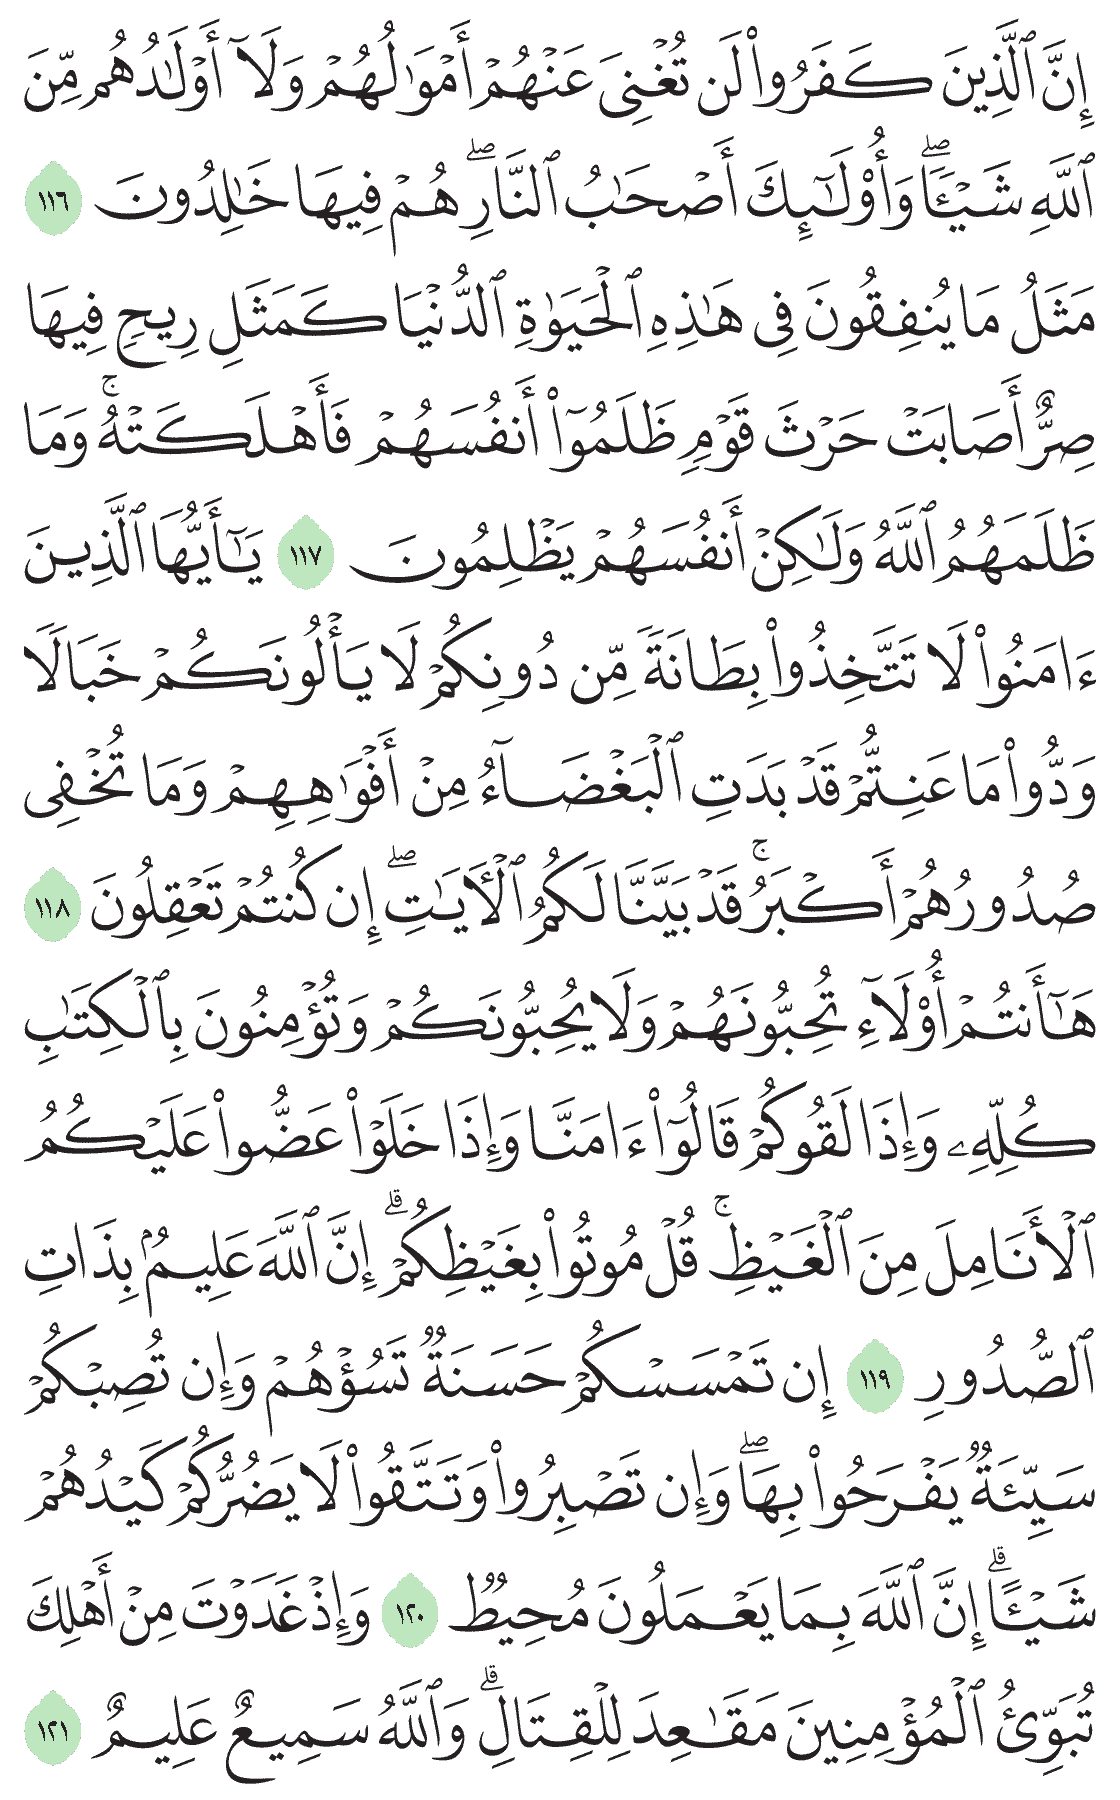 إِنَّ ٱلَّذِينَ كَفَرُواْ لَن تُغْنِىَ عَنْهُمْ أَمْوَٰلُهُمْ وَلَآ أَوْلَـٰدُهُم مِّنَ
ٱللَّهِ شَيْـًٔا ۖ وَأُوْلَـٰٓئِكَ أَصْحَـٰبُ ٱلنَّارِ ۖ هُمْ فِيهَا خَـٰلِدُونَ ١١٦
مَثَلُ مَا يُنفِقُونَ فِى هَـٰذِهِ ٱلْحَيَوٰةِ ٱلدُّنْيَا كَمَثَلِ رِيحٍ فِيهَا
صِرٌّ أَصَابَتْ حَرْثَ قَوْمٍ ظَلَمُوٓاْ أَنفُسَهُمْ فَأَهْلَكَتْهُ ۚ وَمَا
ظَلَمَهُمُ ٱللَّهُ وَلَـٰكِنْ أَنفُسَهُمْ يَظْلِمُونَ ١١٧ يَـٰٓأَيُّهَا ٱلَّذِينَ
ءَامَنُواْ لَا تَتَّخِذُواْ بِطَانَةً مِّن دُونِكُمْ لَا يَأْلُونَكُمْ خَبَالًا
وَدُّواْ مَا عَنِتُّمْ قَدْ بَدَتِ ٱلْبَغْضَآءُ مِنْ أَفْوَٰهِهِمْ وَمَا تُخْفِى
صُدُورُهُمْ أَكْبَرُ ۚ قَدْ بَيَّنَّا لَكُمُ ٱلْـَٔايَـٰتِ ۖ إِن كُنتُمْ تَعْقِلُونَ ١١٨
هَـٰٓأَنتُمْ أُوْلَآءِ تُحِبُّونَهُمْ وَلَا يُحِبُّونَكُمْ وَتُؤْمِنُونَ بِٱلْكِتَـٰبِ
كُلِّهِۦ وَإِذَا لَقُوكُمْ قَالُوٓاْ ءَامَنَّا وَإِذَا خَلَوْاْ عَضُّواْ عَلَيْكُمُ
ٱلْأَنَامِلَ مِنَ ٱلْغَيْظِ ۚ قُلْ مُوتُواْ بِغَيْظِكُمْ ۗ إِنَّ ٱللَّهَ عَلِيمٌۢ بِذَاتِ
ٱلصُّدُورِ ١١٩ إِن تَمْسَسْكُمْ حَسَنَةٌ تَسُؤْهُمْ وَإِن تُصِبْكُمْ
سَيِّئَةٌ يَفْرَحُواْ بِهَا ۖ وَإِن تَصْبِرُواْ وَتَتَّقُواْ لَا يَضُرُّكُمْ كَيْدُهُمْ
شَيْـًٔا ۗ إِنَّ ٱللَّهَ بِمَا يَعْمَلُونَ مُحِيطٌ ١٢٠ وَإِذْ غَدَوْتَ مِنْ أَهْلِكَ
تُبَوِّئُ ٱلْمُؤْمِنِينَ مَقَـٰعِدَ لِلْقِتَالِ ۗ وَٱللَّهُ سَمِيعٌ عَلِيمٌ ١٢١